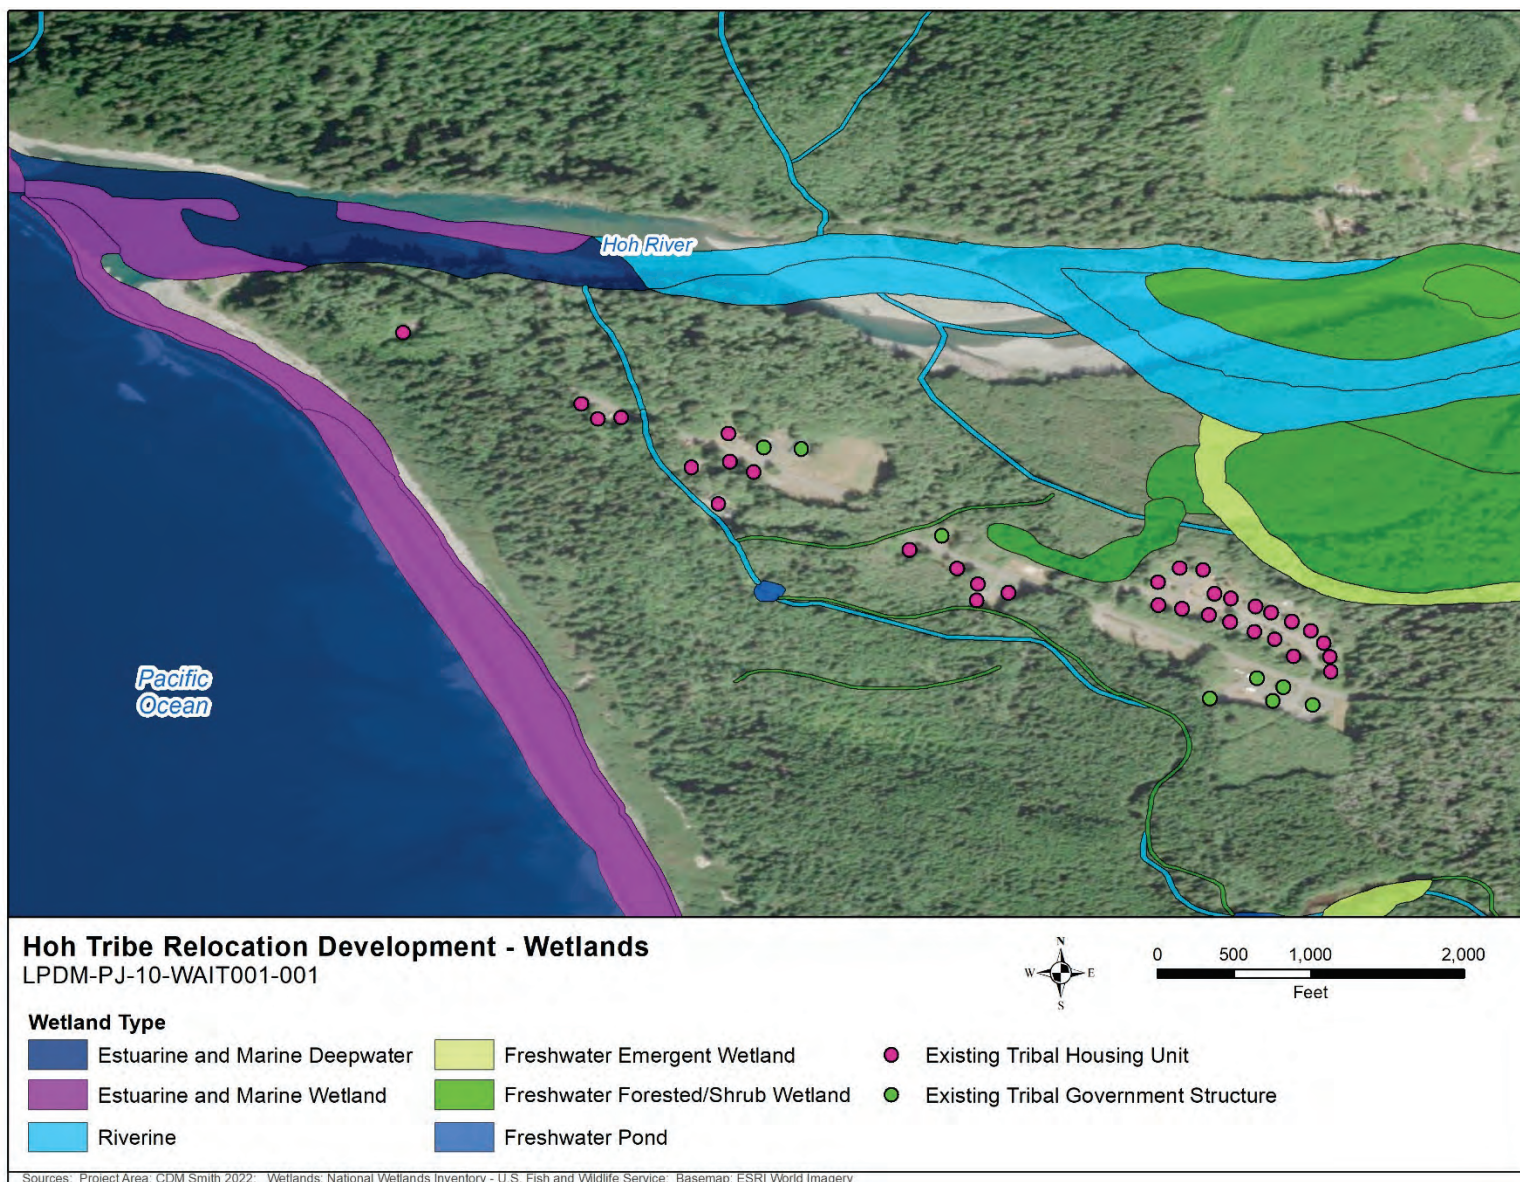 Hoh River
Pacific
Ocean
Hoh Tribe Relocation Development - Wetlands
LPDM-PJ-10-WAIT001-001
N
W E
S
0 500 1,000 2,000
Feet
Wetland Type
Estuarine and Marine Deepwater
Estuarine and Marine Wetland
Riverine
Freshwater Emergent Wetland
Freshwater Forested/Shrub Wetland
Freshwater Pond
Existing Tribal Housing Unit
Existing Tribal Government Structure
Sources: Project Area: CDM Smith 2022; Wetlands: National Wetlands Inventory - U.S. Fish and Wildlife Service; Basemap: ESRI World Imagery